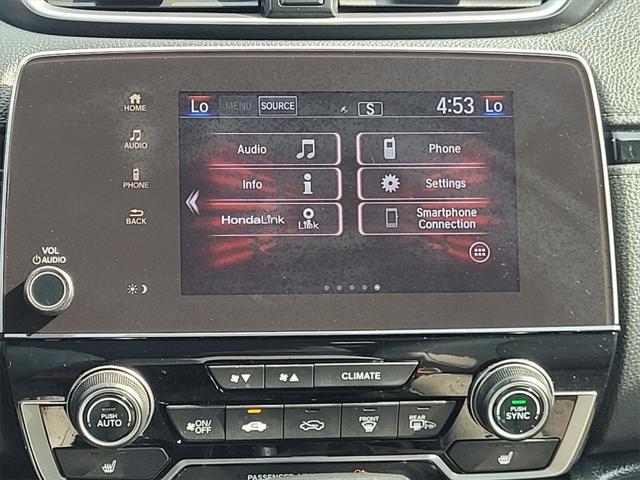 Lo MENU SOURCE S 4:53 Lo
HOME
AUDIO
PHONE
BACK
VOL
AUDIO
Audio Phone
Info Settings
HondaLink Link Smartphone
Connection
CLIMATE
PUSH
AUTO
ON/
OFF
FRONT
REAR
PUSH
SYNC